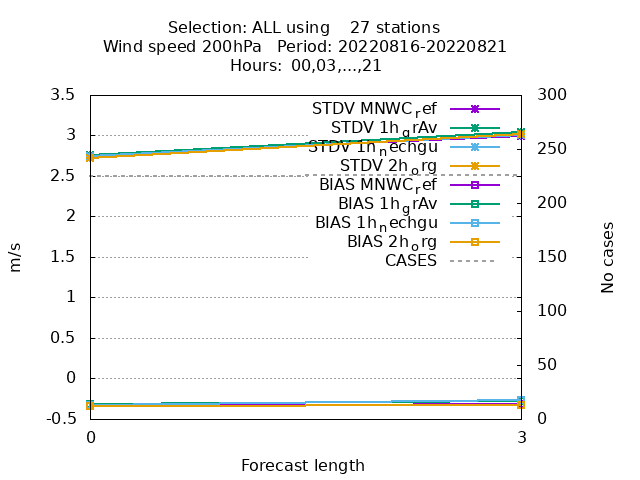 Selection: ALL using 27 stations
Wind speed 200hPa Period: 20220816-20220821
Hours: 00,03,...,21
3.5
3
2.5
2
1.5
1
0.5
0
-0.5
300
250
200
150
100
50
0
STDV MNWC_ref
STDV 1h_grAv
STDV 1h_nechgu
STDV 2h_org
BIAS MNWC_ref
BIAS 1h_grAv
BIAS 1h_nechgu
BIAS 2h_org
CASES
m/s
No cases
0
3
Forecast length